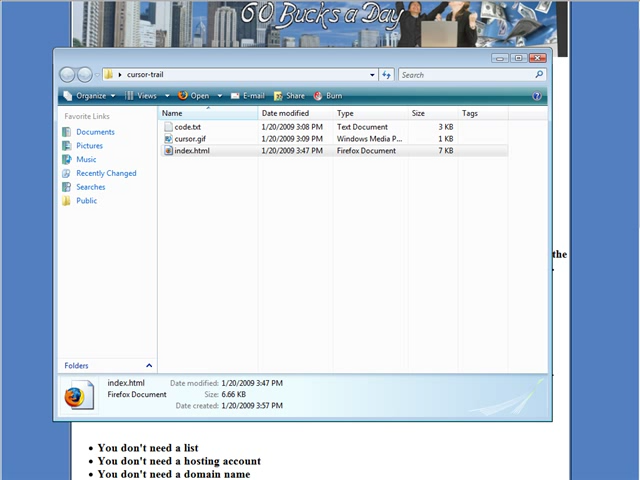 60 Bucks a Day
cursor-trail
Search
Organize Views Open E-mail Share Burn
Favorite Links
Documents
Pictures
Music
Recently Changed
Searches
Public
Folders
Name Date modified Type Size Tags
code.txt 1/20/2009 3:08 PM Text Document 3 KB
cursor.gif 1/20/2009 3:09 PM Windows Media P... 1 KB
index.html 1/20/2009 3:47 PM Firefox Document 7 KB
the
index.html Date modified: 1/20/2009 3:47 PM
Firefox Document Size: 6.66 KB
Date created: 1/20/2009 3:57 PM
• You don't need a list
• You don't need a hosting account
• You don't need a domain name